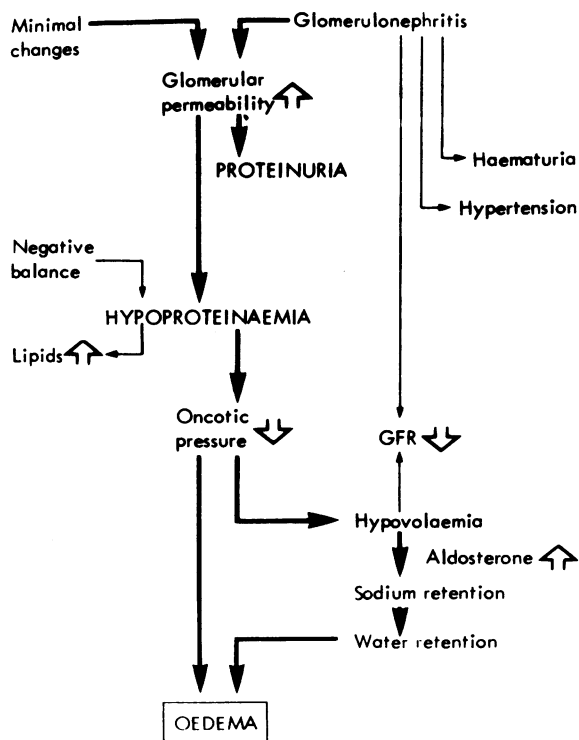 Minimal
changes
Glomerulonephritis
Glomerular
permeability
PROTEINURIA
Haematuria
Hypertension
Negative
balance
HYPOPROTEINAEMIA
Lipids
Oncotic
pressure
GFR
Hypovolaemia
Aldosterone
Sodium retention
Water retention
OEDEMA